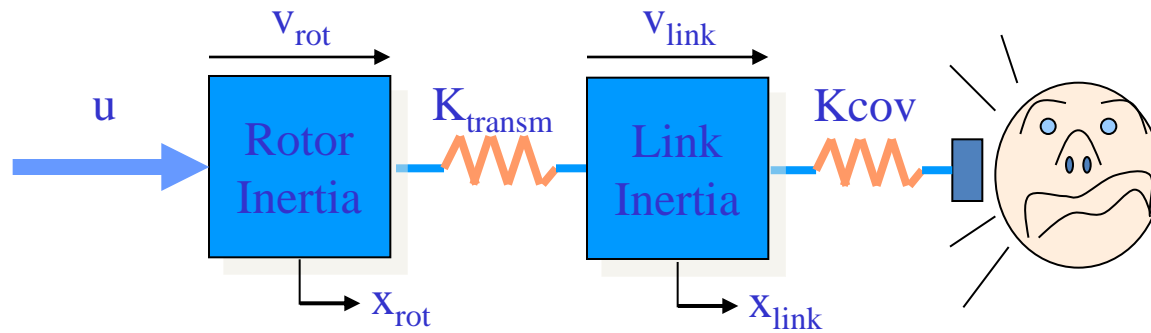 v_rot
v_link
u
K_transm
Kcov
Rotor
Inertia
Link
Inertia
x_rot
x_link